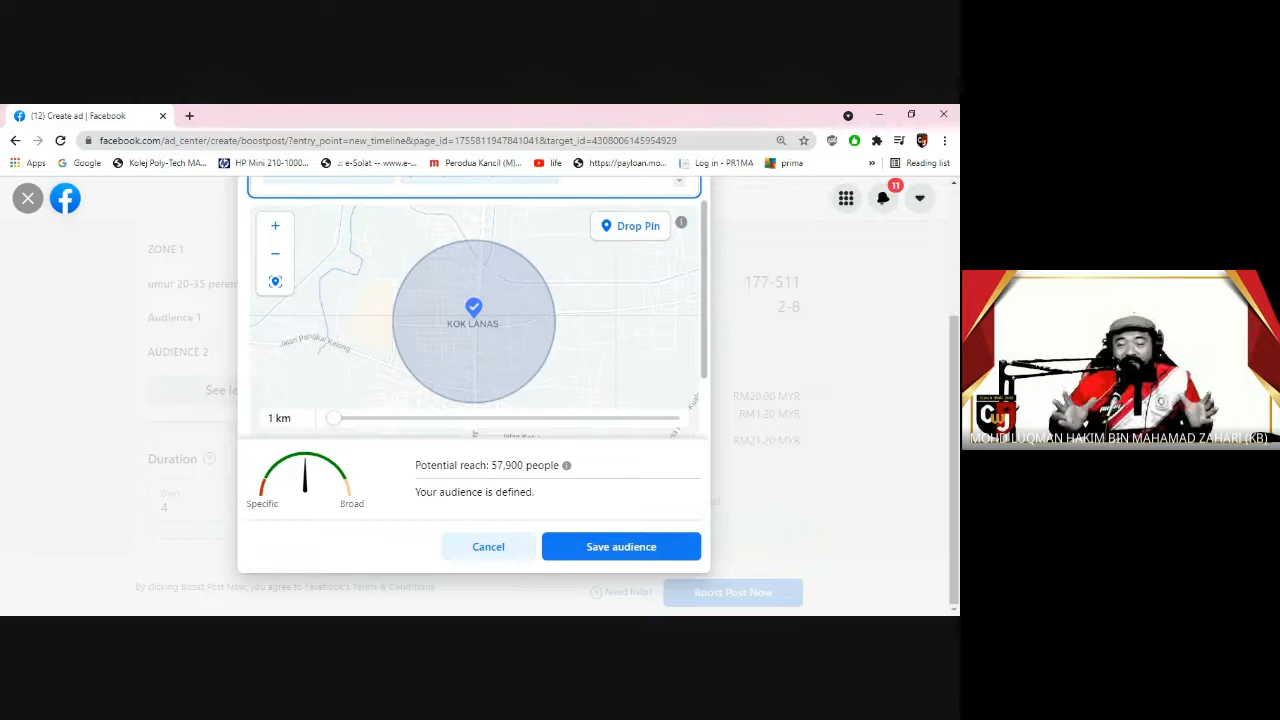 (12) Create ad | Facebook
facebook.com/ad_center/create/boostpost/?entry_point=new_timeline&page_id=1755811947841041&target_id=4308006145954929
Apps Google Kolej Poly-Tech MA... HP Mini 210-1000... :: e-Solat -- www.e-... Perodua Kancil (M)... life https://payloan.mo... Log in - PR1MA prima » Reading list
11
Drop Pin
ZONE 1
umur 20-35 perem
Audience 1
AUDIENCE 2
See le
Duration
Days
4
177-511
2-8
RM20.00 MYR
RM1.20 MYR
RM21.20 MYR
+
−
KOK LANAS
Jalan Pangkal Kalong
1 km
Specific
Broad
Potential reach: 57,900 people
Your audience is defined.
Cancel
Save audience
By clicking Boost Post Now, you agree to Facebook's Terms & Conditions
Need help?
Boost Post Now
CWJ
MOHD LUQMAN HAKIM BIN MAHAMAD ZAHARI (KB)